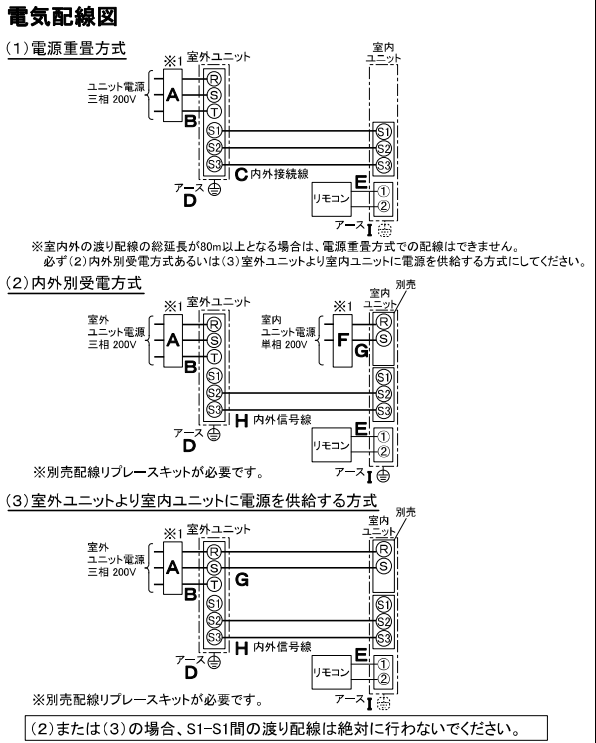 電気配線図
(1)電源重畳方式
※1 室外ユニット
室内
ユニット
ユニット電源
三相 200V
A
B
R
S
T
S1
S2
S3
S1
S2
S3
C 内外接続線
アース
D
E
リモコン
①
②
アース I
※室内外の渡り配線の総延長が80m以上となる場合は、電源重畳方式での配線はできません。
必ず(2)内外別受電方式あるいは(3)室外ユニットより室内ユニットに電源を供給する方式にしてください。
(2)内外別受電方式
※1 室外ユニット
室外
ユニット電源
三相 200V
A
B
R
S
T
S1
S2
S3
※1
室内
ユニット
別売
室内
ユニット電源
単相 200V
F
G
R
S
S1
S2
S3
H 内外信号線
アース
D
E
リモコン
①
②
アース I
※別売配線リプレースキットが必要です。
(3)室外ユニットより室内ユニットに電源を供給する方式
※1 室外ユニット
室内
ユニット
別売
室外
ユニット電源
三相 200V
A
B
R
S
T
S1
S2
S3
G
R
S
S1
S2
S3
H 内外信号線
アース
D
E
リモコン
①
②
アース I
※別売配線リプレースキットが必要です。
(2)または(3)の場合、S1-S1間の渡り配線は絶対に行わないでください。